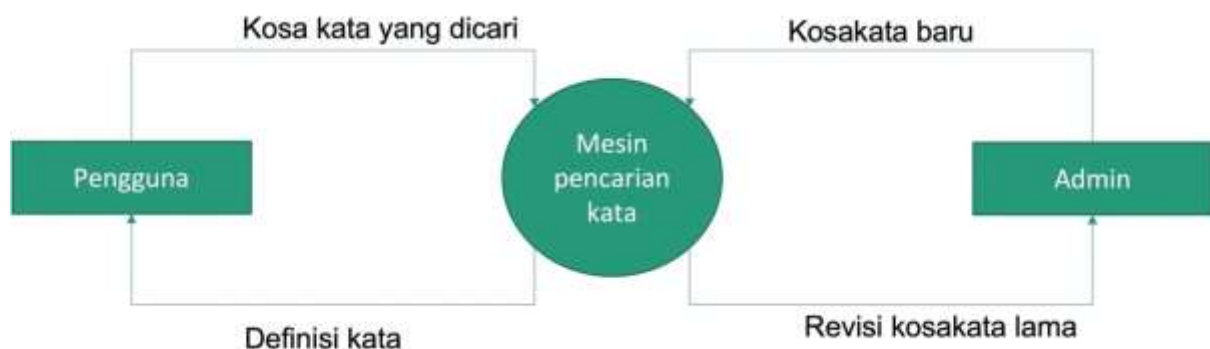 Kosa kata yang dicari
Kosakata baru
Pengguna
Mesin
pencarian
kata
Admin
Definisi kata
Revisi kosakata lama